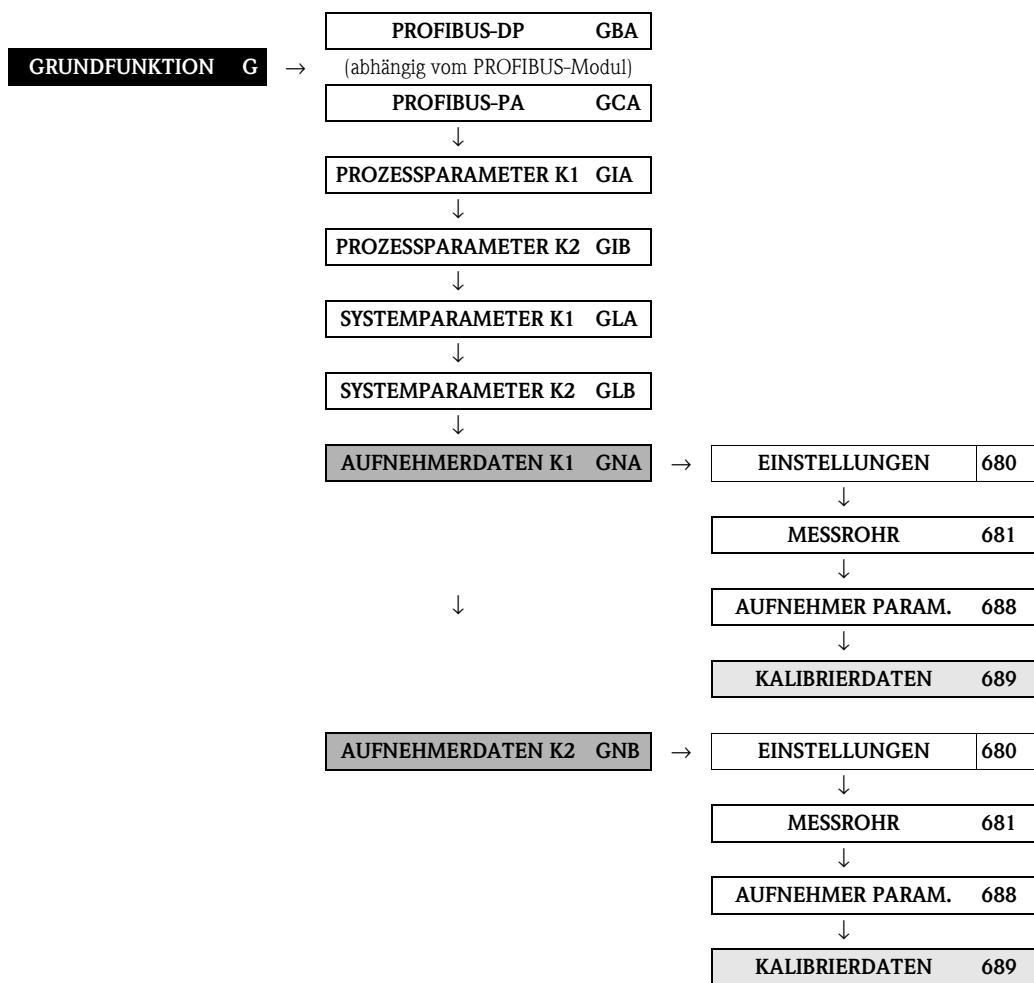 PROFIBUS-DP GBA
GRUNDFUNKTION G → (abhängig vom PROFIBUS-Modul)
PROFIBUS-PA GCA
↓
PROZESSPARAMETER K1 GIA
↓
PROZESSPARAMETER K2 GIB
↓
SYSTEMPARAMETER K1 GLA
↓
SYSTEMPARAMETER K2 GLB
↓
AUFNEHMERDATEN K1 GNA → EINSTELLUNGEN 680
↓
MESSROHR 681
↓
↓ AUFNEHMER PARAM. 688
↓
KALIBRIERDATEN 689
AUFNEHMERDATEN K2 GNB → EINSTELLUNGEN 680
↓
MESSROHR 681
↓
AUFNEHMER PARAM. 688
↓
KALIBRIERDATEN 689